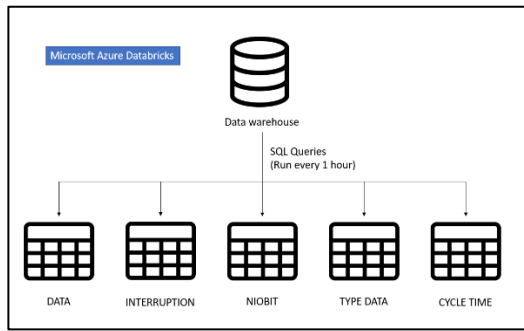 Microsoft Azure Databricks
Data warehouse
SQL Queries
(Run every 1 hour)
DATA
INTERRUPTION
NIOBIT
TYPE DATA
CYCLE TIME